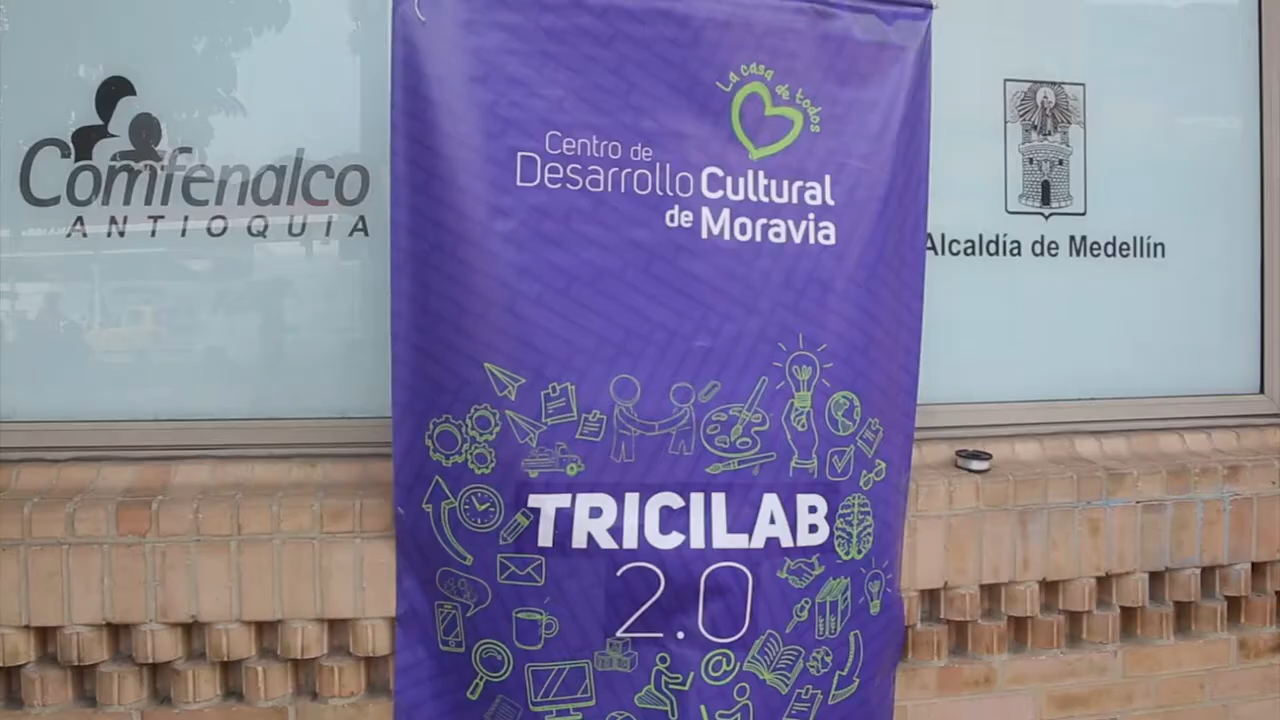 Comfenalco
ANTIOQUIA
La casa de todos
Centro de
Desarrollo Cultural
de Moravia
TRICILAB
2.0
@
Alcaldía de Medellín